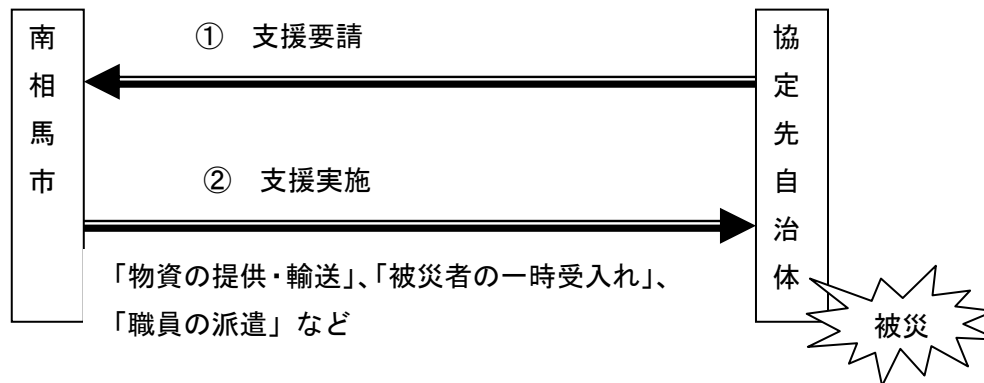 南相馬市
① 支援要請
協定先自治体
② 支援実施
「物資の提供・輸送」、「被災者の一時受入れ」、
「職員の派遣」など
被災